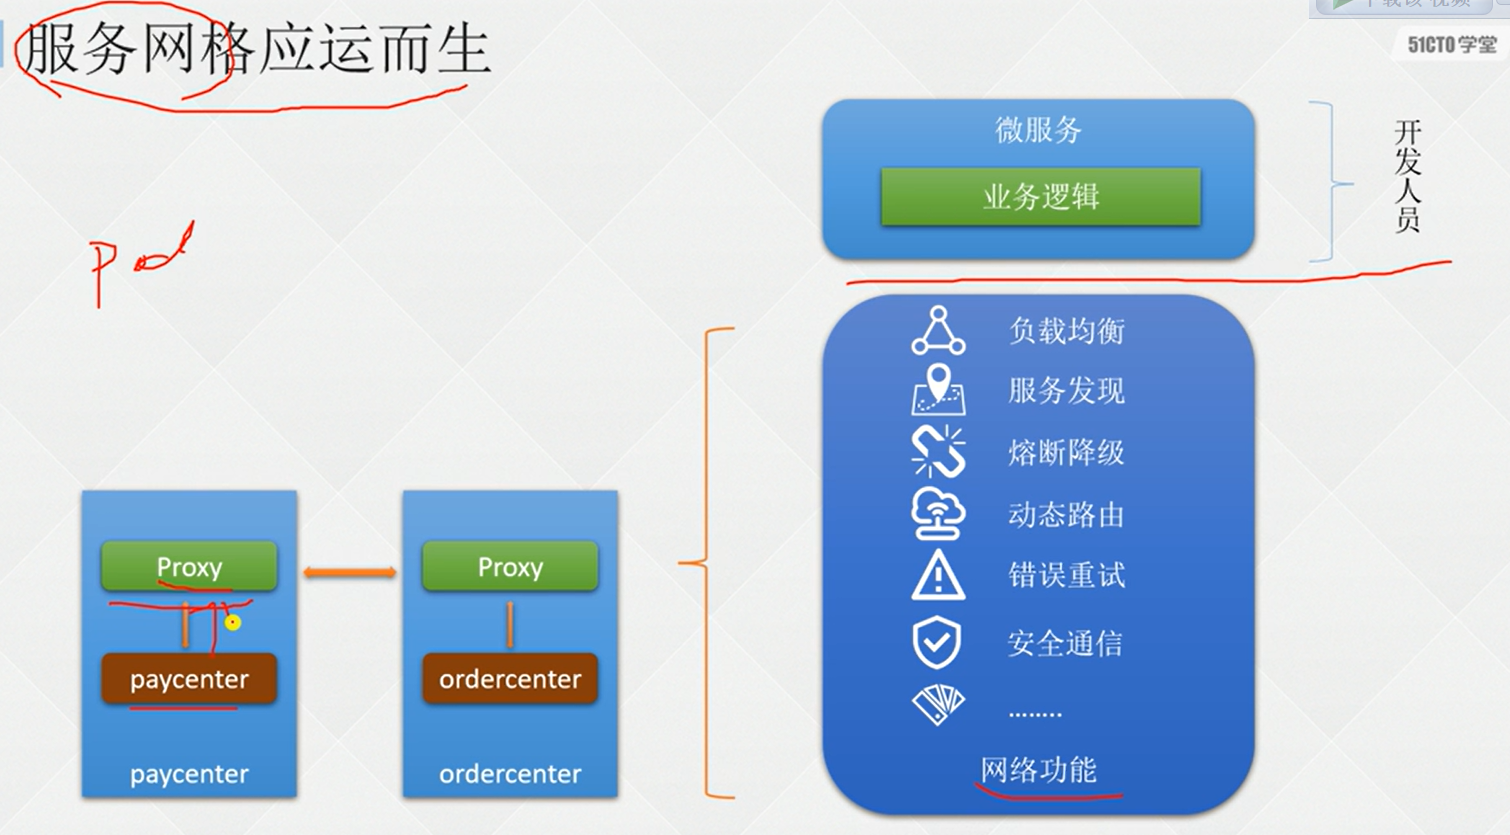 服务网格应运而生
51CTO学堂
微服务
业务逻辑
开发人员
Pod
负载均衡
服务发现
熔断降级
动态路由
错误重试
安全通信
........
网络功能
Proxy
paycenter
paycenter
Proxy
ordercenter
ordercenter